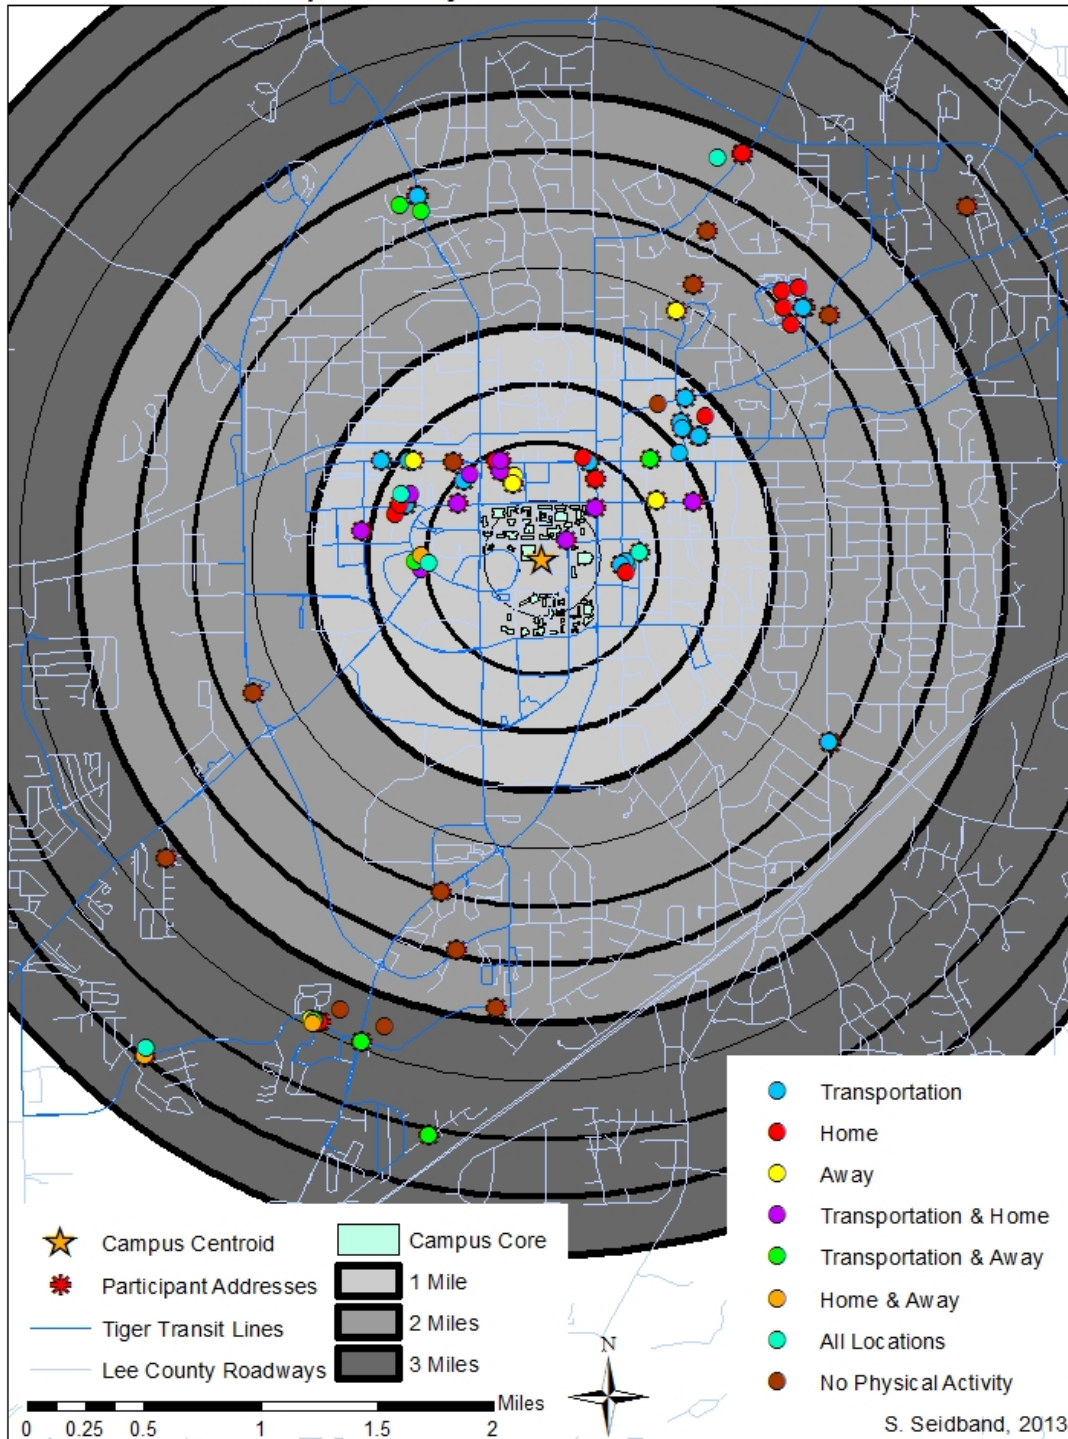 Transportation
Home
Away
Transportation & Home
Transportation & Away
Home & Away
All Locations
No Physical Activity
Campus Centroid
Participant Addresses
Tiger Transit Lines
Lee County Roadways
Campus Core
1 Mile
2 Miles
3 Miles
N
Miles
0 0.25 0.5 1 1.5 2
S. Seidband, 2013